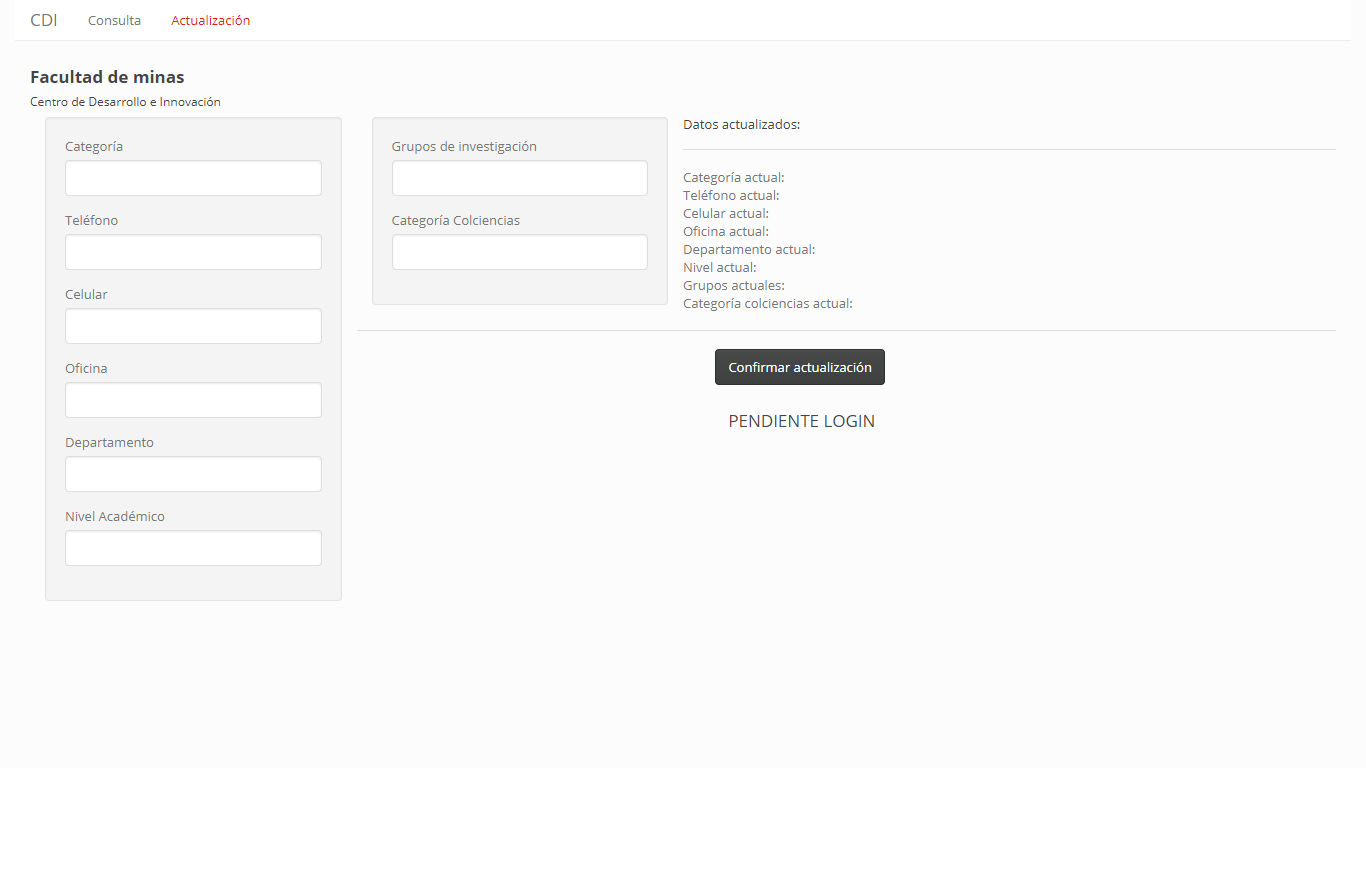 CDI Consulta Actualización
Facultad de minas
Centro de Desarrollo e Innovación
Categoría
Teléfono
Celular
Oficina
Departamento
Nivel Académico
Grupos de investigación
Categoría Colciencias
Datos actualizados:
Categoría actual:
Teléfono actual:
Celular actual:
Oficina actual:
Departamento actual:
Nivel actual:
Grupos actuales:
Categoría colciencias actual:
Confirmar actualización
PENDIENTE LOGIN